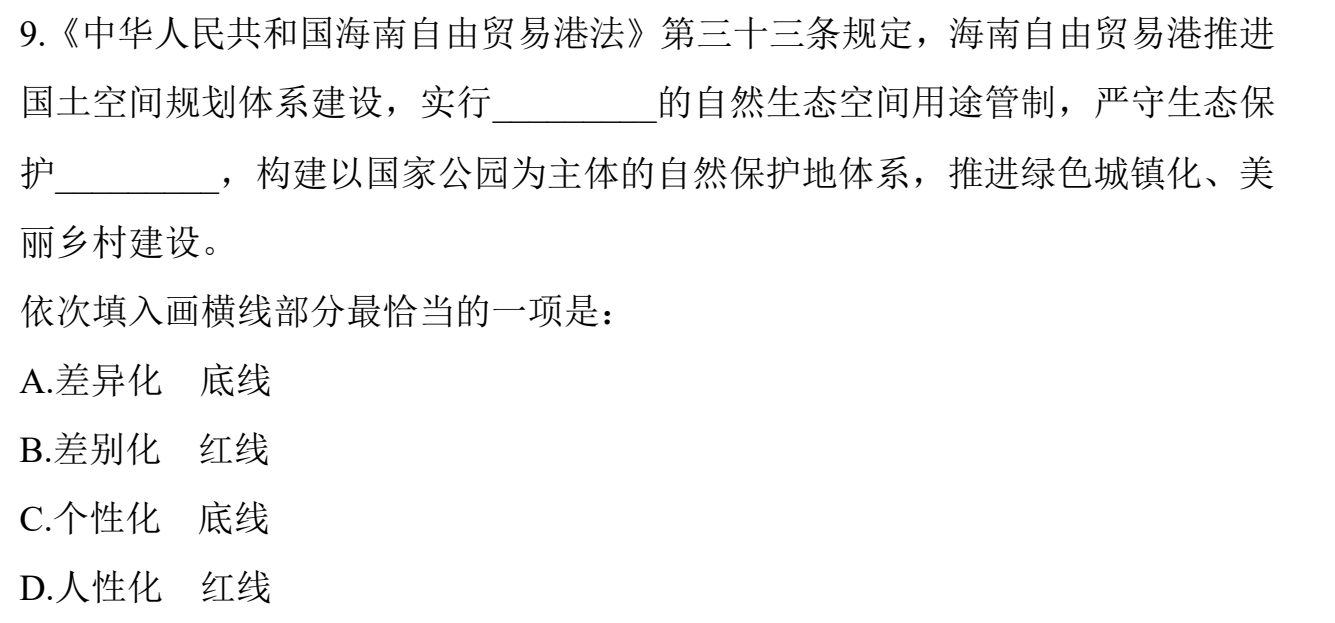 9.《中华人民共和国海南自由贸易港法》第三十三条规定，海南自由贸易港推进
国土空间规划体系建设，实行_________的自然生态空间用途管制，严守生态保
护_________，构建以国家公园为主体的自然保护地体系，推进绿色城镇化、美
丽乡村建设。
依次填入画横线部分最恰当的一项是：
A.差异化 底线
B.差别化 红线
C.个性化 底线
D.人性化 红线